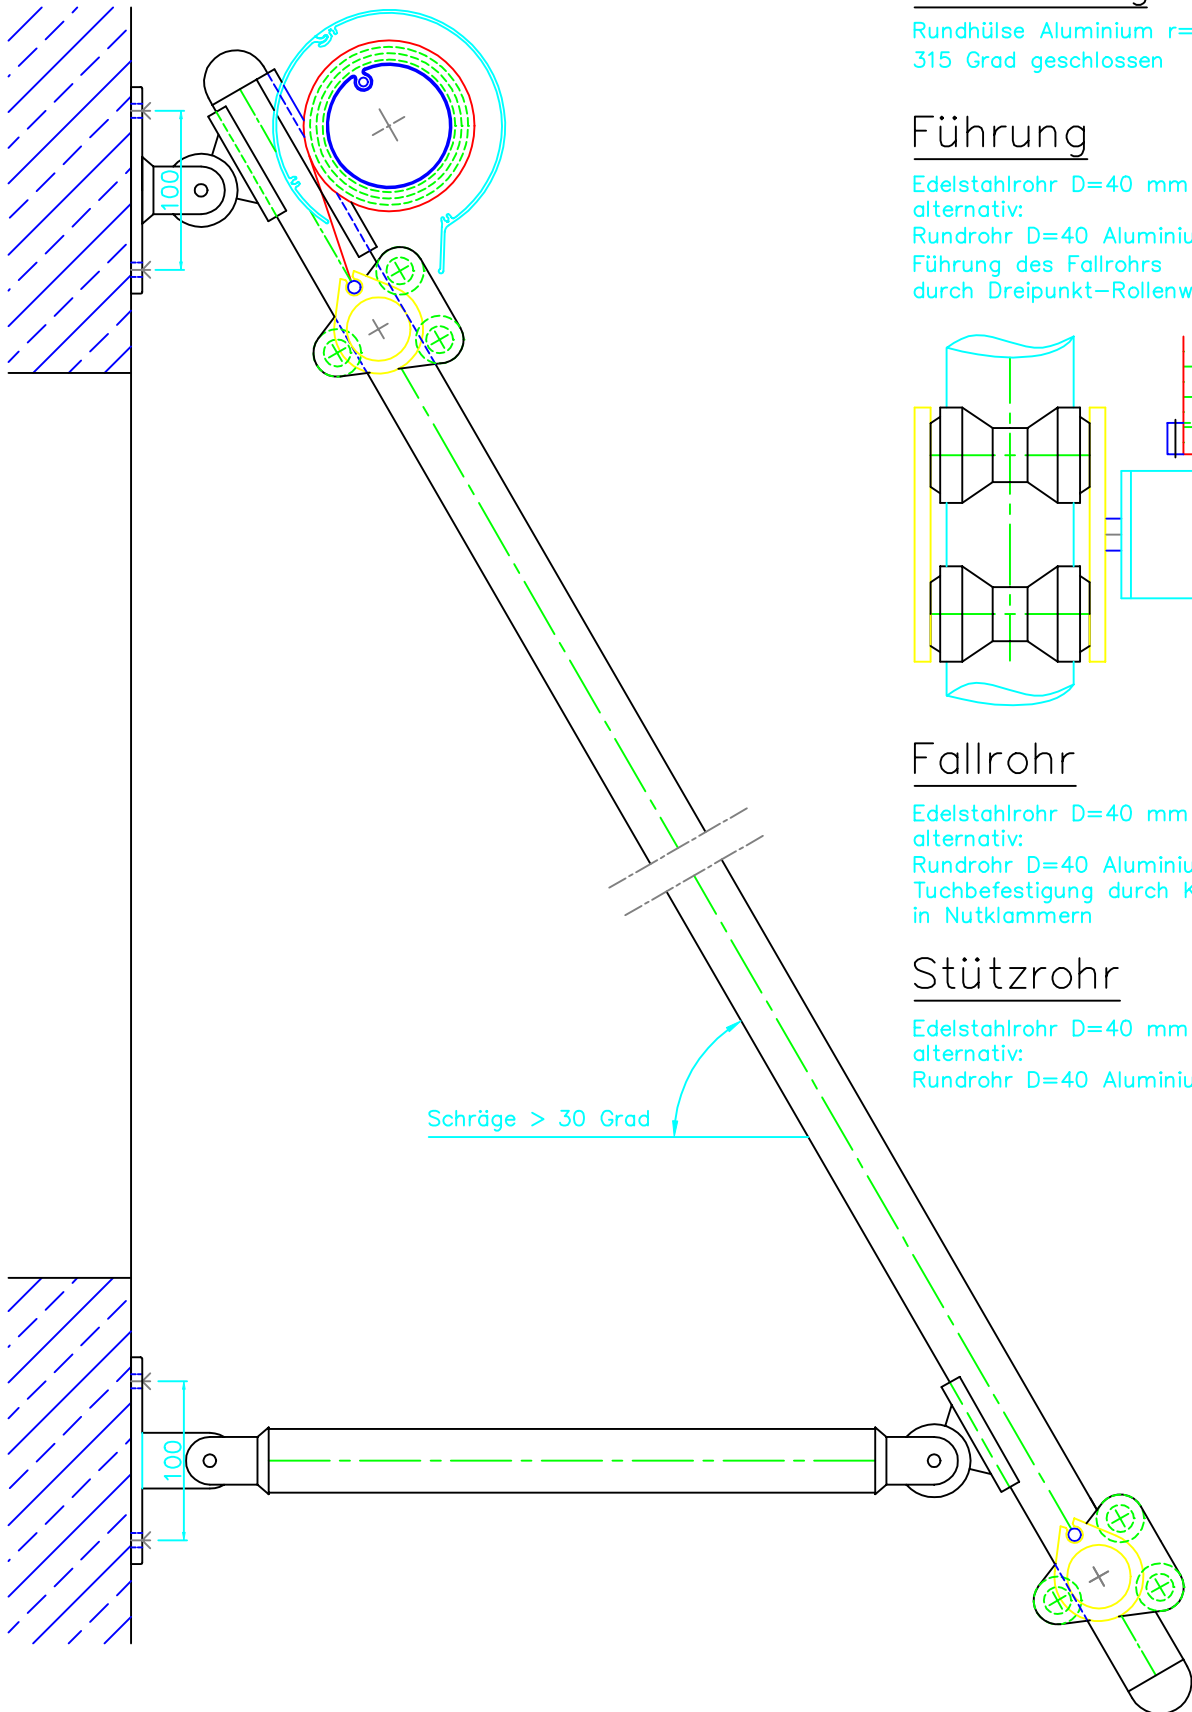 Rundhülse Aluminium r=
315 Grad geschlossen
Führung
Edelstahlrohr D=40 mm
alternativ:
Rundrohr D=40 Aluminiu
Führung des Fallrohrs
durch Dreipunkt-Rollenw
100
Fallrohr
Edelstahlrohr D=40 mm
alternativ:
Rundrohr D=40 Aluminiu
Tuchbefestigung durch K
in Nutklammern
Stützrohr
Edelstahlrohr D=40 mm
alternativ:
Rundrohr D=40 Aluminiu
Schräge > 30 Grad
100